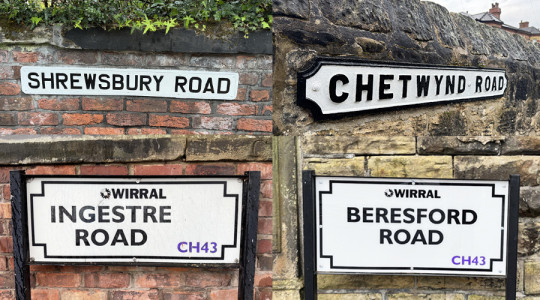 SHREWSBURY ROAD
CHETWYND ROAD
WIRRAL
INGESTRE
ROAD
CH43
WIRRAL
BERESFORD
ROAD
CH43